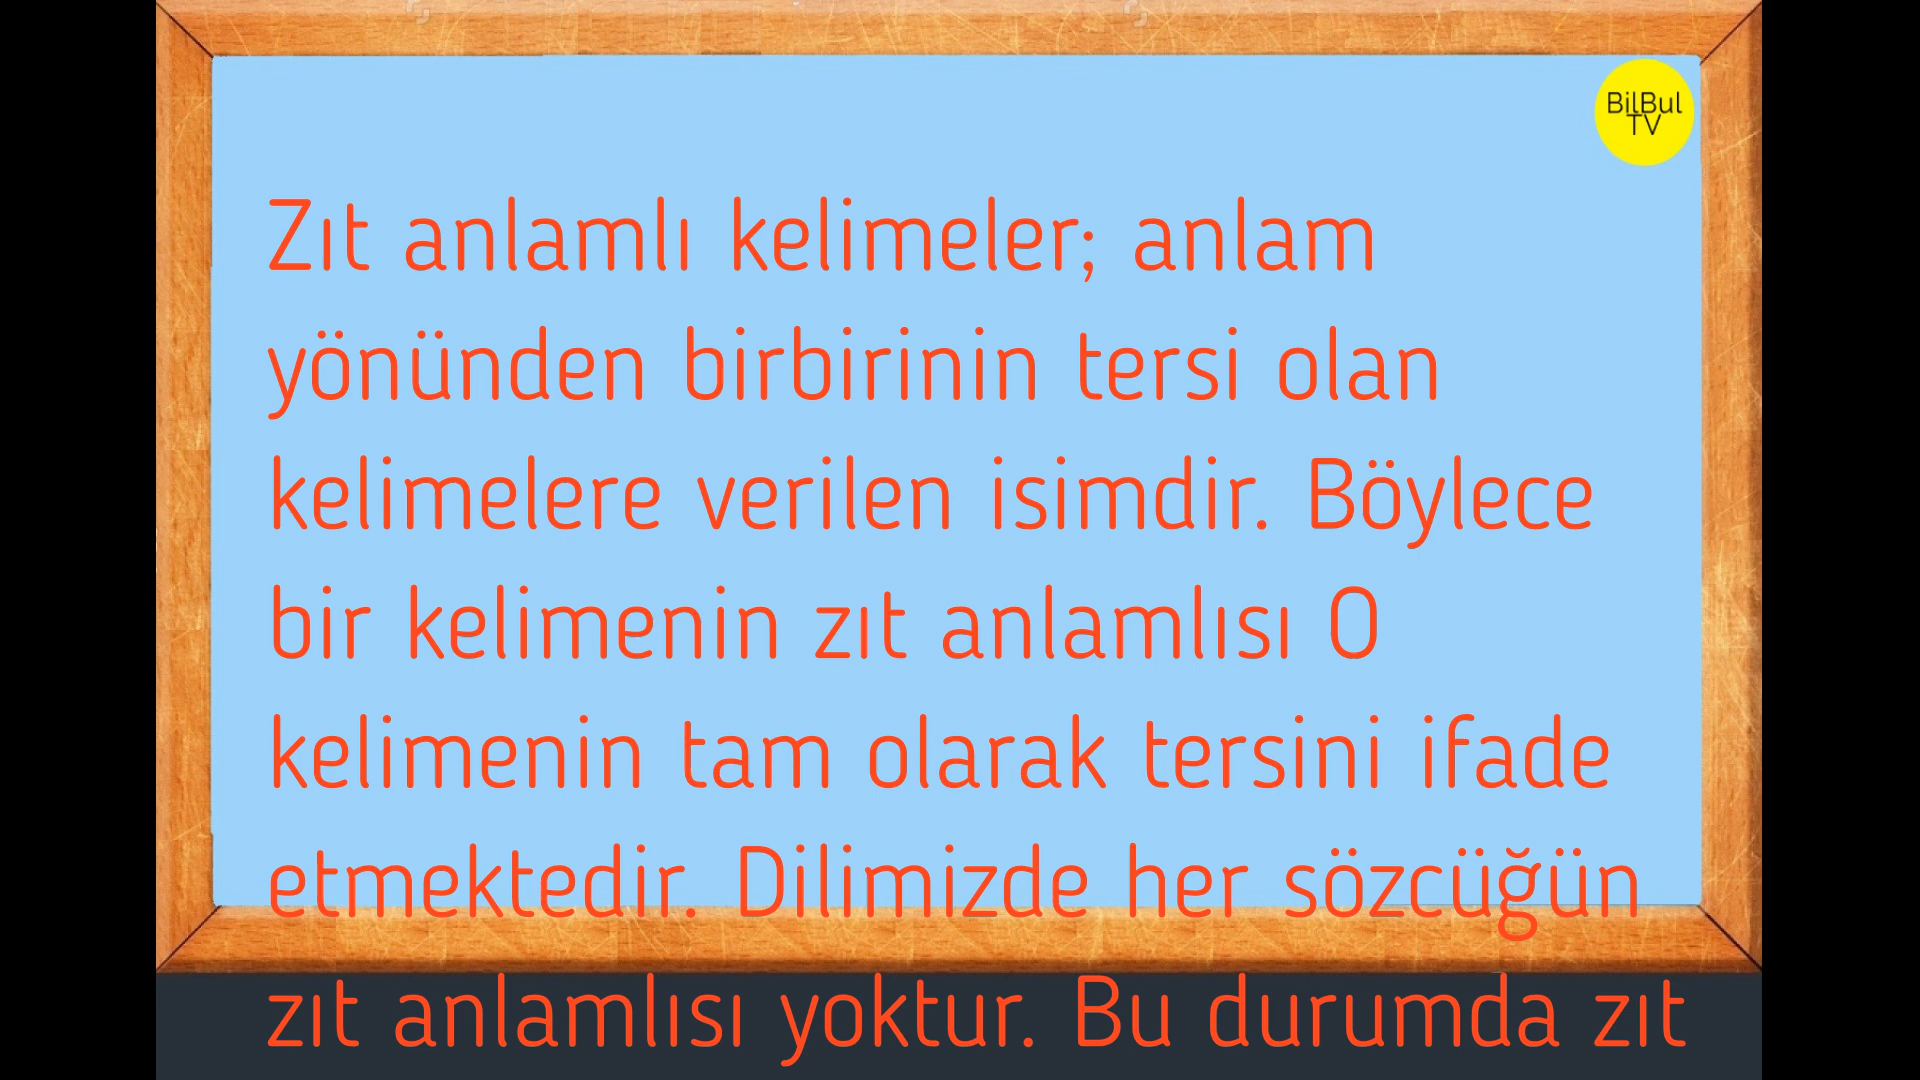 BilBul
TV
Zıt anlamlı kelimeler; anlam
yönünden birbirinin tersi olan
kelimelere verilen isimdir. Böylece
bir kelimenin zıt anlamlısı O
kelimenin tam olarak tersini ifade
etmektedir. Dilimizde her sözcüğün
zıt anlamlısı yoktur. Bu durumda zıt